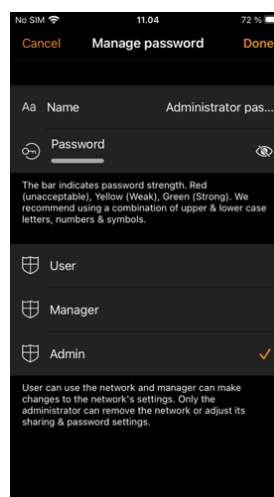 No SIM 11.04 72 %
Cancel Manage password Done
Aa Name Administrator pas...
Password
The bar indicates password strength. Red
(unacceptable), Yellow (Weak), Green (Strong). We
recommend using a combination of upper & lower case
letters, numbers & symbols.
User
Manager
Admin
User can use the network and manager can make
changes to the network's settings. Only the
administrator can remove the network or adjust its
sharing & password settings.